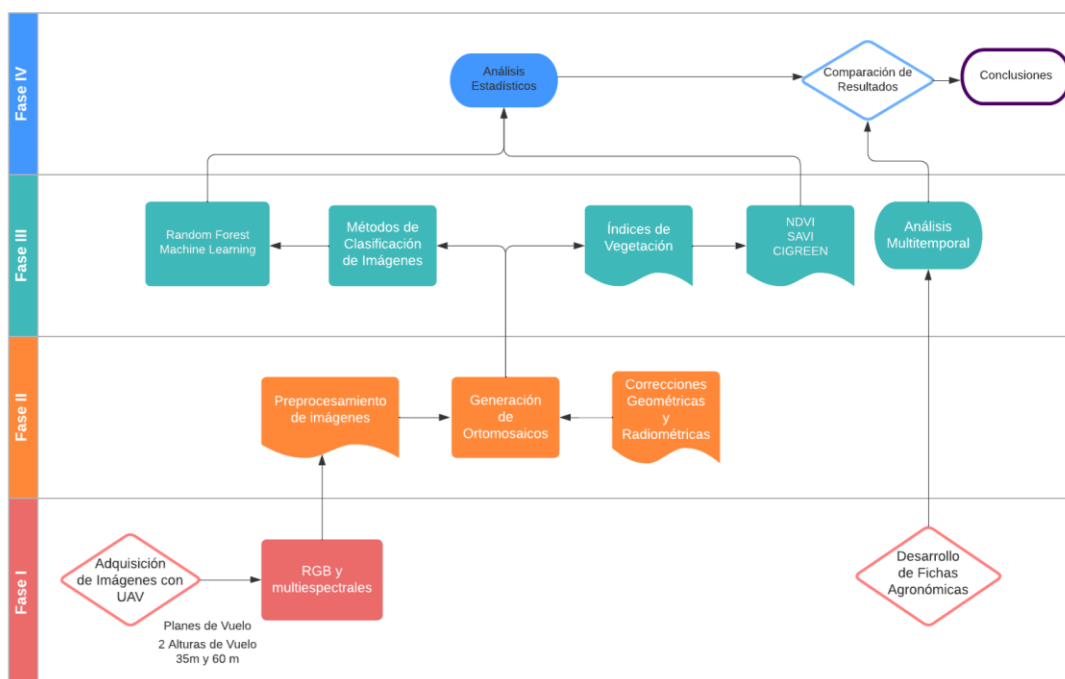 Fase IV
Análisis
Estadísticos
Comparación de
Resultados
Conclusiones
Fase III
Random Forest
Machine Learning
Métodos de
Clasificación
de Imágenes
Índices de
Vegetación
NDVI
SAVI
CIGREEN
Análisis
Multitemporal
Fase II
Preprocesamiento
de imágenes
Generación
de
Ortomosaicos
Correcciones
Geométricas
y
Radiométricas
Fase I
Adquisición
de Imágenes con
UAV
RGB y
multiespectrales
Planes de Vuelo
2 Alturas de Vuelo
35m y 60 m
Desarrollo
de Fichas
Agronómicas